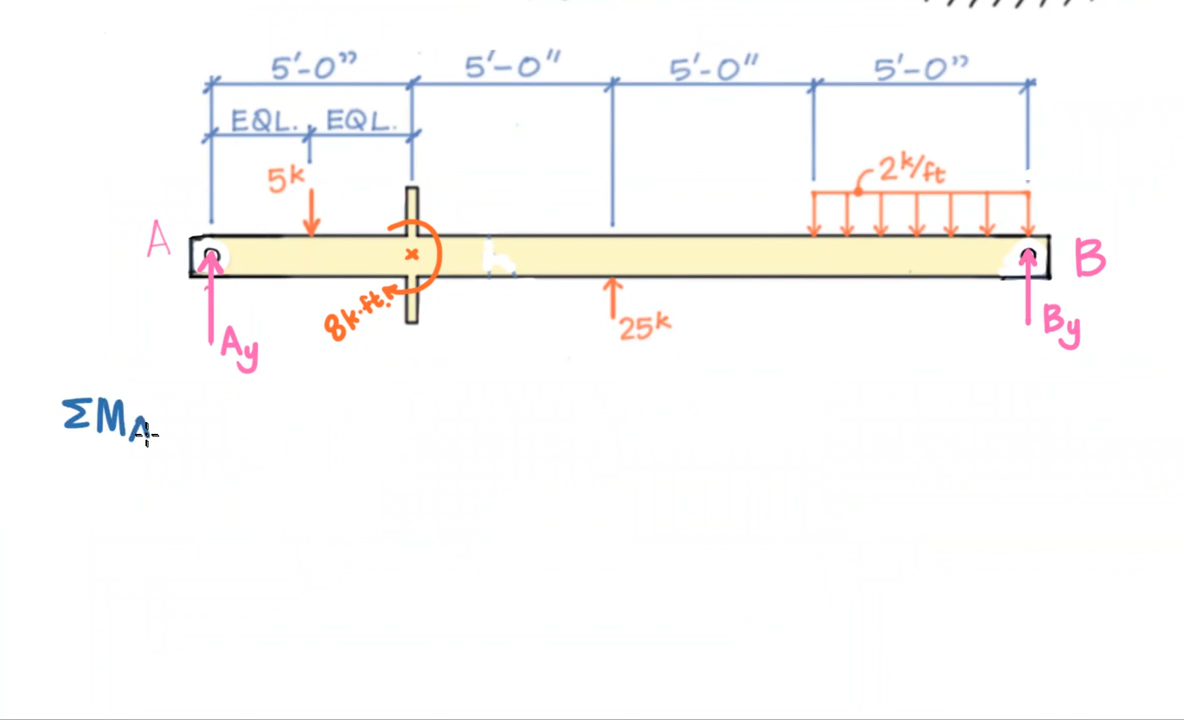 5'-0" 5'-0" 5'-0" 5'-0"
EQL. EQL.
5k 2k/ft
A B
8k·ft. 25k
Ay By
ΣMA